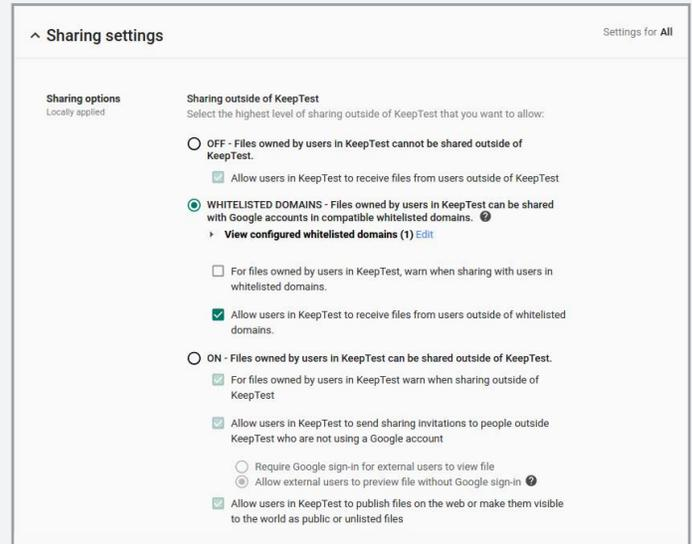 Sharing settings
Settings for All
Sharing options
Locally applied
Sharing outside of KeepTest
Select the highest level of sharing outside of KeepTest that you want to allow:
OFF - Files owned by users in KeepTest cannot be shared outside of
KeepTest.
Allow users in KeepTest to receive files from users outside of KeepTest
WHITELISTED DOMAINS - Files owned by users in KeepTest can be shared
with Google accounts in compatible whitelisted domains. ?
View configured whitelisted domains (1) Edit
For files owned by users in KeepTest, warn when sharing with users in
whitelisted domains.
Allow users in KeepTest to receive files from users outside of whitelisted
domains.
ON - Files owned by users in KeepTest can be shared outside of KeepTest.
For files owned by users in KeepTest warn when sharing outside of
KeepTest
Allow users in KeepTest to send sharing invitations to people outside
KeepTest who are not using a Google account
Require Google sign-in for external users to view file
Allow external users to preview file without Google sign-in ?
Allow users in KeepTest to publish files on the web or make them visible
to the world as public or unlisted files